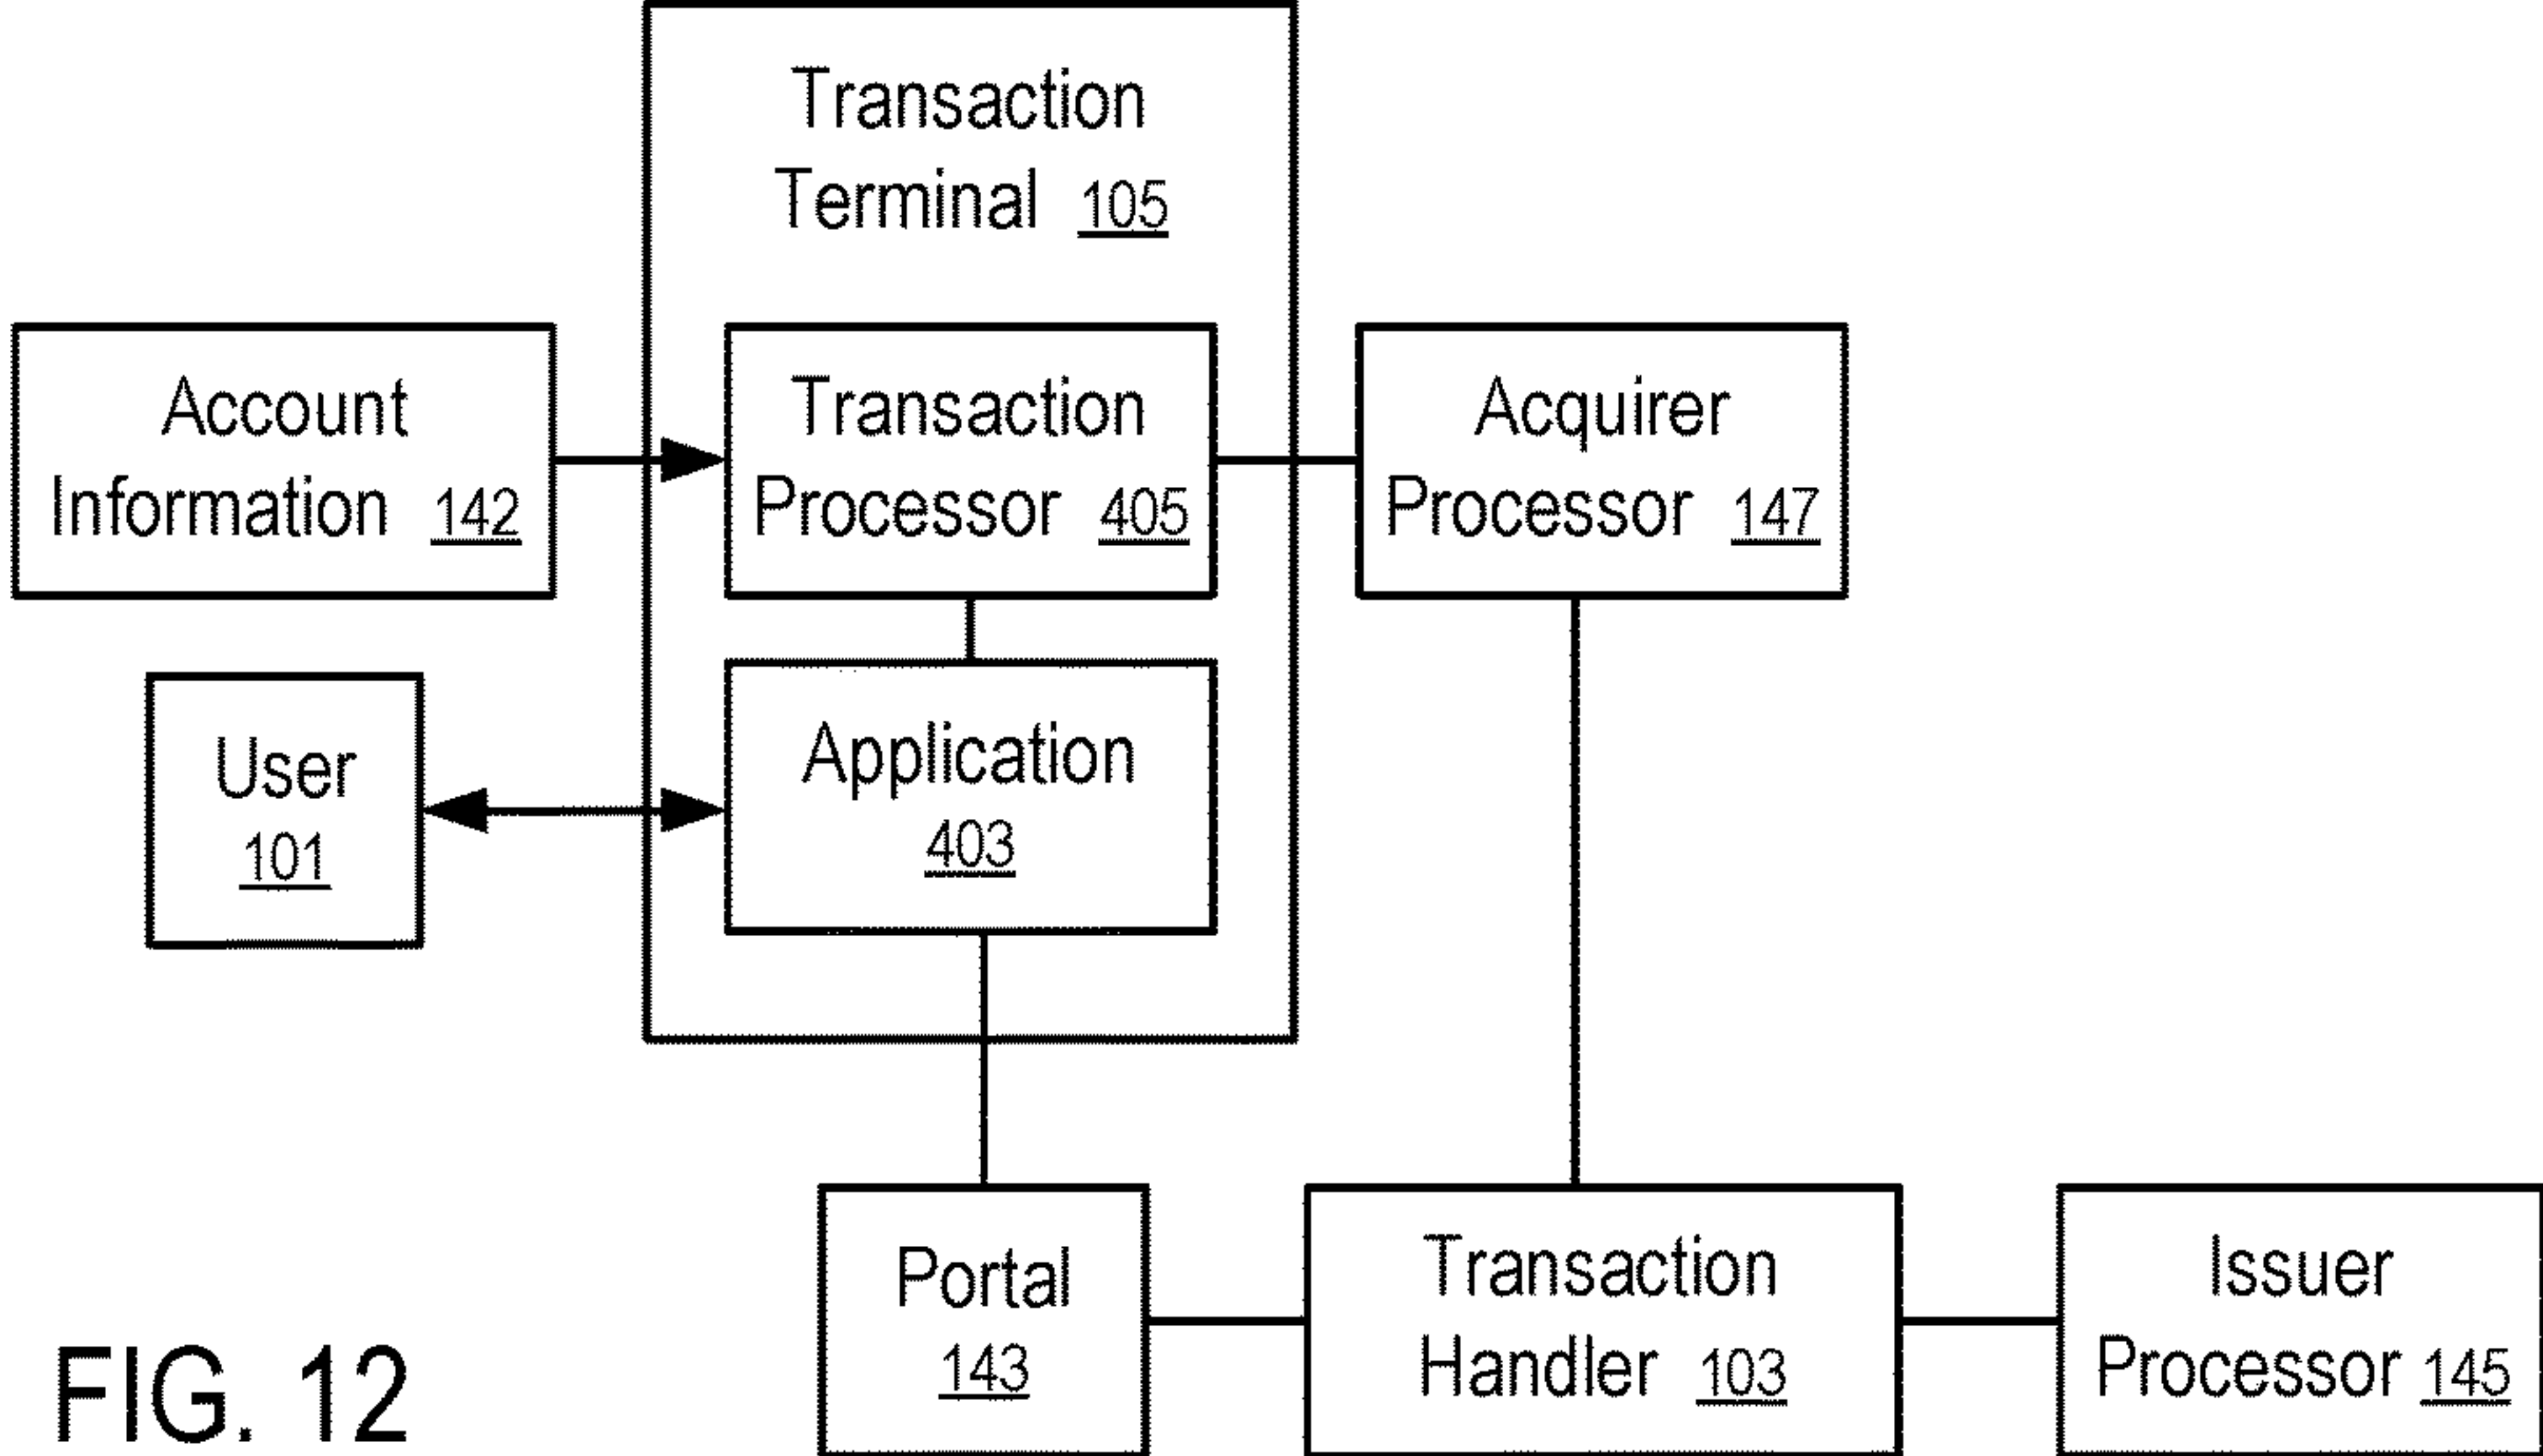 Transaction
Terminal 105
Account
Information 142
Transaction
Processor 405
Acquirer
Processor 147
User
101
Application
403
Portal
143
Transaction
Handler 103
Issuer
Processor 145
FIG. 12